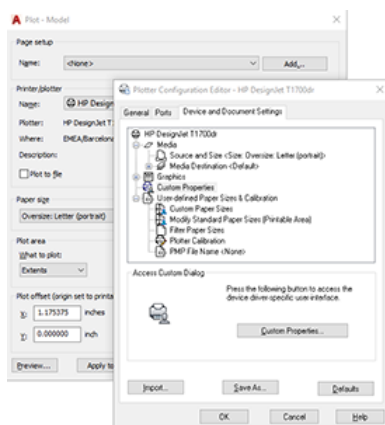 Plot - Model
Page setup
Name:
<None>
Add...
Printer/plotter
Name:
HP Design
Plotter:
HP DesignJet T
Where:
EMEA/Barcelona
Description:
Plot to file
Paper size
Oversize: Letter (portrait)
Plot area
What to plot:
Extents
Plot offset (origin set to printa
X:
1.175375
inches
Y:
0.000000
inch
Preview...
Apply to
Plotter Configuration Editor - HP DesignJet T1700dr
General
Ports
Device and Document Settings
HP DesignJet T1700dr
Media
Source and Size <Size: Oversize: Letter (portrait)>
Media Destination <Default>
Graphics
Custom Properties
User-defined Paper Sizes & Calibration
Custom Paper Sizes
Modify Standard Paper Sizes (Printable Area)
Filter Paper Sizes
Plotter Calibration
PMP File Name <None>
Access Custom Dialog
Press the following button to access the
device driver-specific user interface.
Custom Properties...
Import...
Save As...
Defaults
OK
Cancel
Help